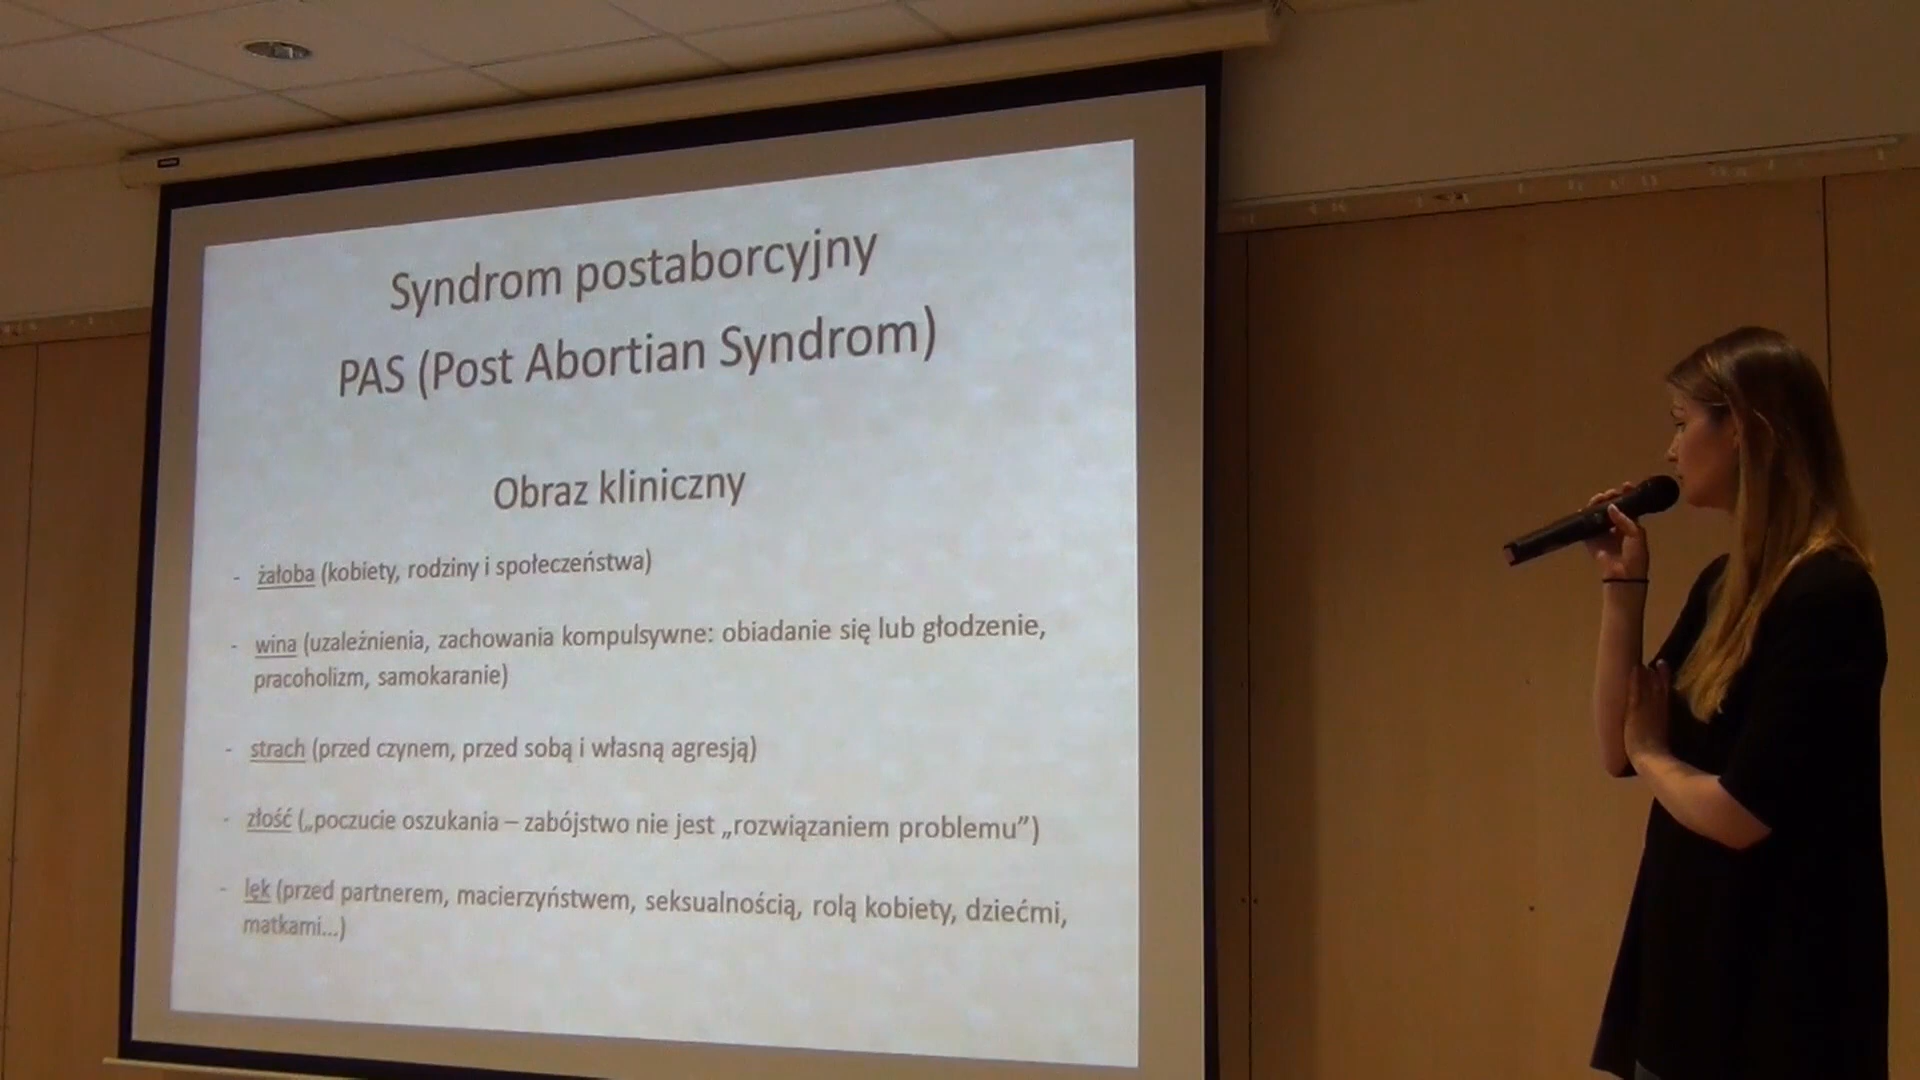 Syndrom postaborcyjny
PAS (Post Abortian Syndrom)
Obraz kliniczny
- żałoba (kobiety, rodziny i społeczeństwa)
- wina (uzależnienia, zachowania kompulsywne: obiadanie się lub głodzenie,
pracoholizm, samokaranie)
- strach (przed czynem, przed sobą i własną agresją)
- złość („poczucie oszukania – zabójstwo nie jest „rozwiązaniem problemu”)
- lęk (przed partnerem, macierzyństwem, seksualnością, rolą kobiety, dziećmi,
matkami...)